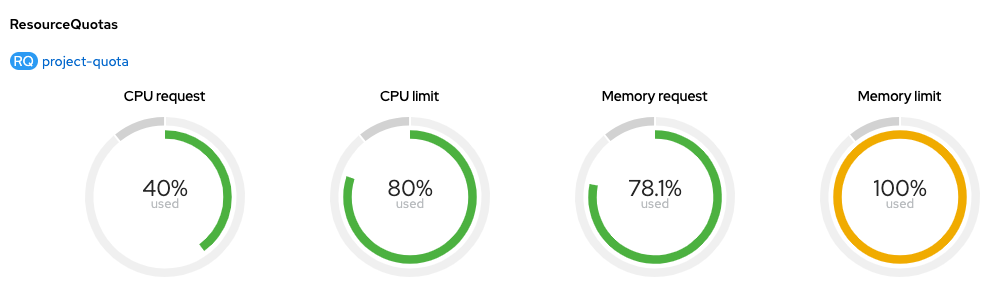 ResourceQuotas
RQ project-quota
CPU request
CPU limit
Memory request
Memory limit
40%
used
80%
used
78.1%
used
100%
used